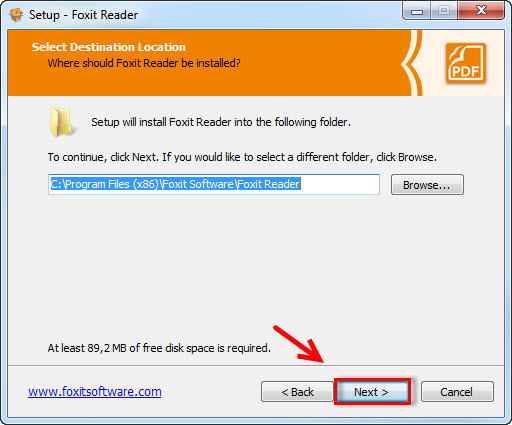 Setup - Foxit Reader
Select Destination Location
Where should Foxit Reader be installed?
PDF
Setup will install Foxit Reader into the following folder.
To continue, click Next. If you would like to select a different folder, click Browse.
C:\Program Files (x86)\Foxit Software\Foxit Reader
Browse...
At least 89,2 MB of free disk space is required.
www.foxitsoftware.com
< Back
Next >
Cancel